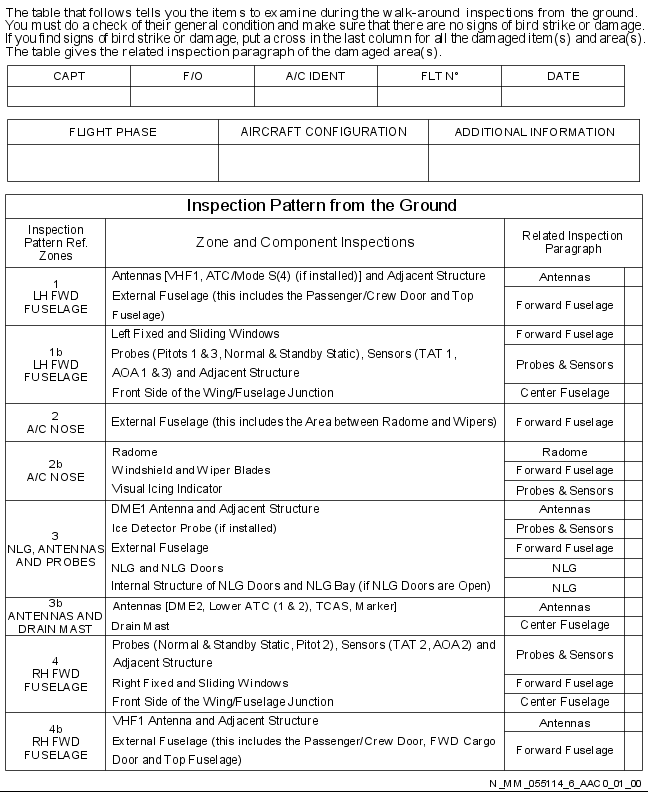 The table that follows tells you the items to examine during the walk-around inspections from the ground.
You must do a check of their general condition and make sure that there are no signs of bird strike or damage.
If you find signs of bird strike or damage, put a cross in the last column for all the damaged item(s) and area(s).
The table gives the related inspection paragraph of the damaged area(s).
CAPT F/O A/C IDENT FLT N° DATE
FLIGHT PHASE AIRCRAFT CONFIGURATION ADDITIONAL INFORMATION
Inspection Pattern from the Ground
Inspection
Pattern Ref.
Zones
Zone and Component Inspections
Related Inspection
Paragraph
1
LH FWD
FUSELAGE
Antennas [VHF1, ATC/Mode S(4) (if installed)] and Adjacent Structure
Antennas
External Fuselage (this includes the Passenger/Crew Door and Top
Fuselage)
Forward Fuselage
1b
LH FWD
FUSELAGE
Left Fixed and Sliding Windows
Forward Fuselage
Probes (Pitots 1 & 3, Normal & Standby Static), Sensors (TAT 1,
AOA1 & 3) and Adjacent Structure
Probes & Sensors
Front Side of the Wing/Fuselage Junction
Center Fuselage
2
A/C NOSE
External Fuselage (this includes the Area between Radome and Wipers)
Forward Fuselage
2b
A/C NOSE
Radome
Radome
Windshield and Wiper Blades
Forward Fuselage
Visual Icing Indicator
Probes & Sensors
3
NLG, ANTENNAS
AND PROBES
DME1 Antenna and Adjacent Structure
Antennas
Ice Detector Probe (if installed)
Probes & Sensors
External Fuselage
Forward Fuselage
NLG and NLG Doors
NLG
Internal Structure of NLG Doors and NLG Bay (if NLG Doors are Open)
NLG
3b
ANTENNAS AND
DRAIN MAST
Antennas [DME2, Lower ATC (1 & 2), TCAS, Marker]
Antennas
Drain Mast
Center Fuselage
4
RH FWD
FUSELAGE
Probes (Normal & Standby Static, Pitot 2), Sensors (TAT 2, AOA2) and
Adjacent Structure
Probes & Sensors
Right Fixed and Sliding Windows
Forward Fuselage
Front Side of the Wing/Fuselage Junction
Center Fuselage
4b
RH FWD
FUSELAGE
VHF1 Antenna and Adjacent Structure
Antennas
External Fuselage (this includes the Passenger/Crew Door, FWD Cargo
Door and Top Fuselage)
Forward Fuselage
N_MM_055114_6_AAC0_01_00